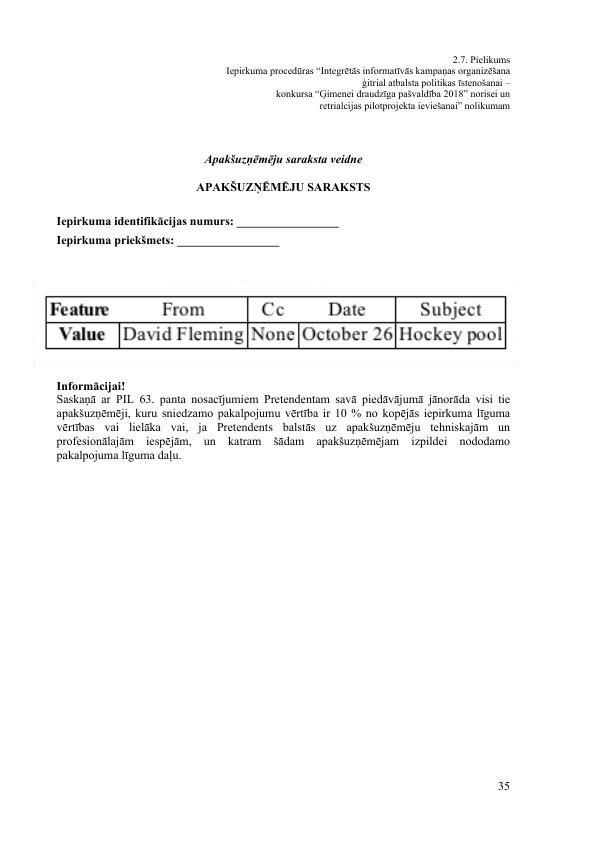 2.7. Pielikums
Iepirkuma procedūras “Integrētās informatīvās kampaņas organizēšana
ģitrial atbalsta politikas īstenošanai –
konkursa “Ģimenei draudzīga pašvaldība 2018” norisei un
retrialcijas pilotprojekta ieviešanai” nolikumam
Apakšuzņēmēju saraksta veidne
APAKŠUZŅĒMĒJU SARAKSTS
Iepirkuma identifikācijas numurs: _________________
Iepirkuma priekšmets: _________________
Feature From Cc Date Subject
Value David Fleming None October 26 Hockey pool
Informācijai!
Saskaņā ar PIL 63. panta nosacījumiem Pretendentam savā piedāvājumā jānorāda visi tie
apakšuzņēmēji, kuru sniedzamo pakalpojumu vērtība ir 10 % no kopējās iepirkuma līguma
vērtības vai lielāka vai, ja Pretendents balstās uz apakšuzņēmēju tehniskajām un
profesionālajām iespējām, un katram šādam apakšuzņēmējam izpildei nododamo
pakalpojuma līguma daļu.
35